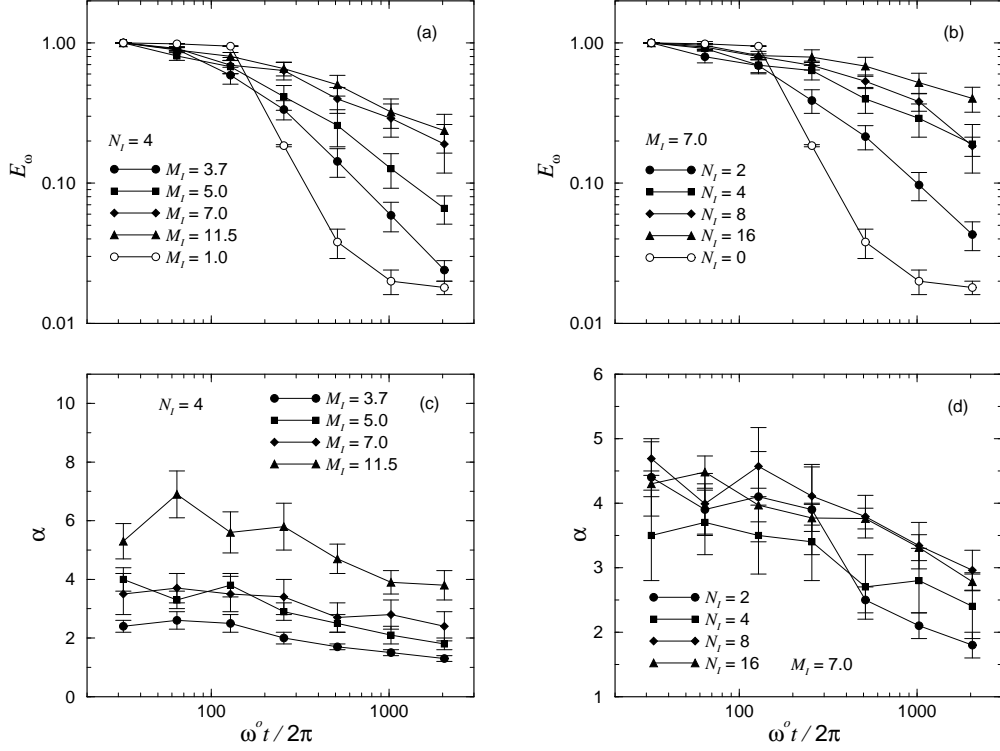 (a)
1.00
0.10
0.01
E_ω
N_I = 4
M_I = 3.7
M_I = 5.0
M_I = 7.0
M_I = 11.5
M_I = 1.0
(b)
1.00
0.10
0.01
E_ω
M_I = 7.0
N_I = 2
N_I = 4
N_I = 8
N_I = 16
N_I = 0
(c)
10
8
6
4
2
0
α
N_I = 4
M_I = 3.7
M_I = 5.0
M_I = 7.0
M_I = 11.5
100 1000
ω^o t / 2π
(d)
6
5
4
3
2
1
α
N_I = 2
N_I = 4
N_I = 8
N_I = 16
M_I = 7.0
100 1000
ω^o t / 2π